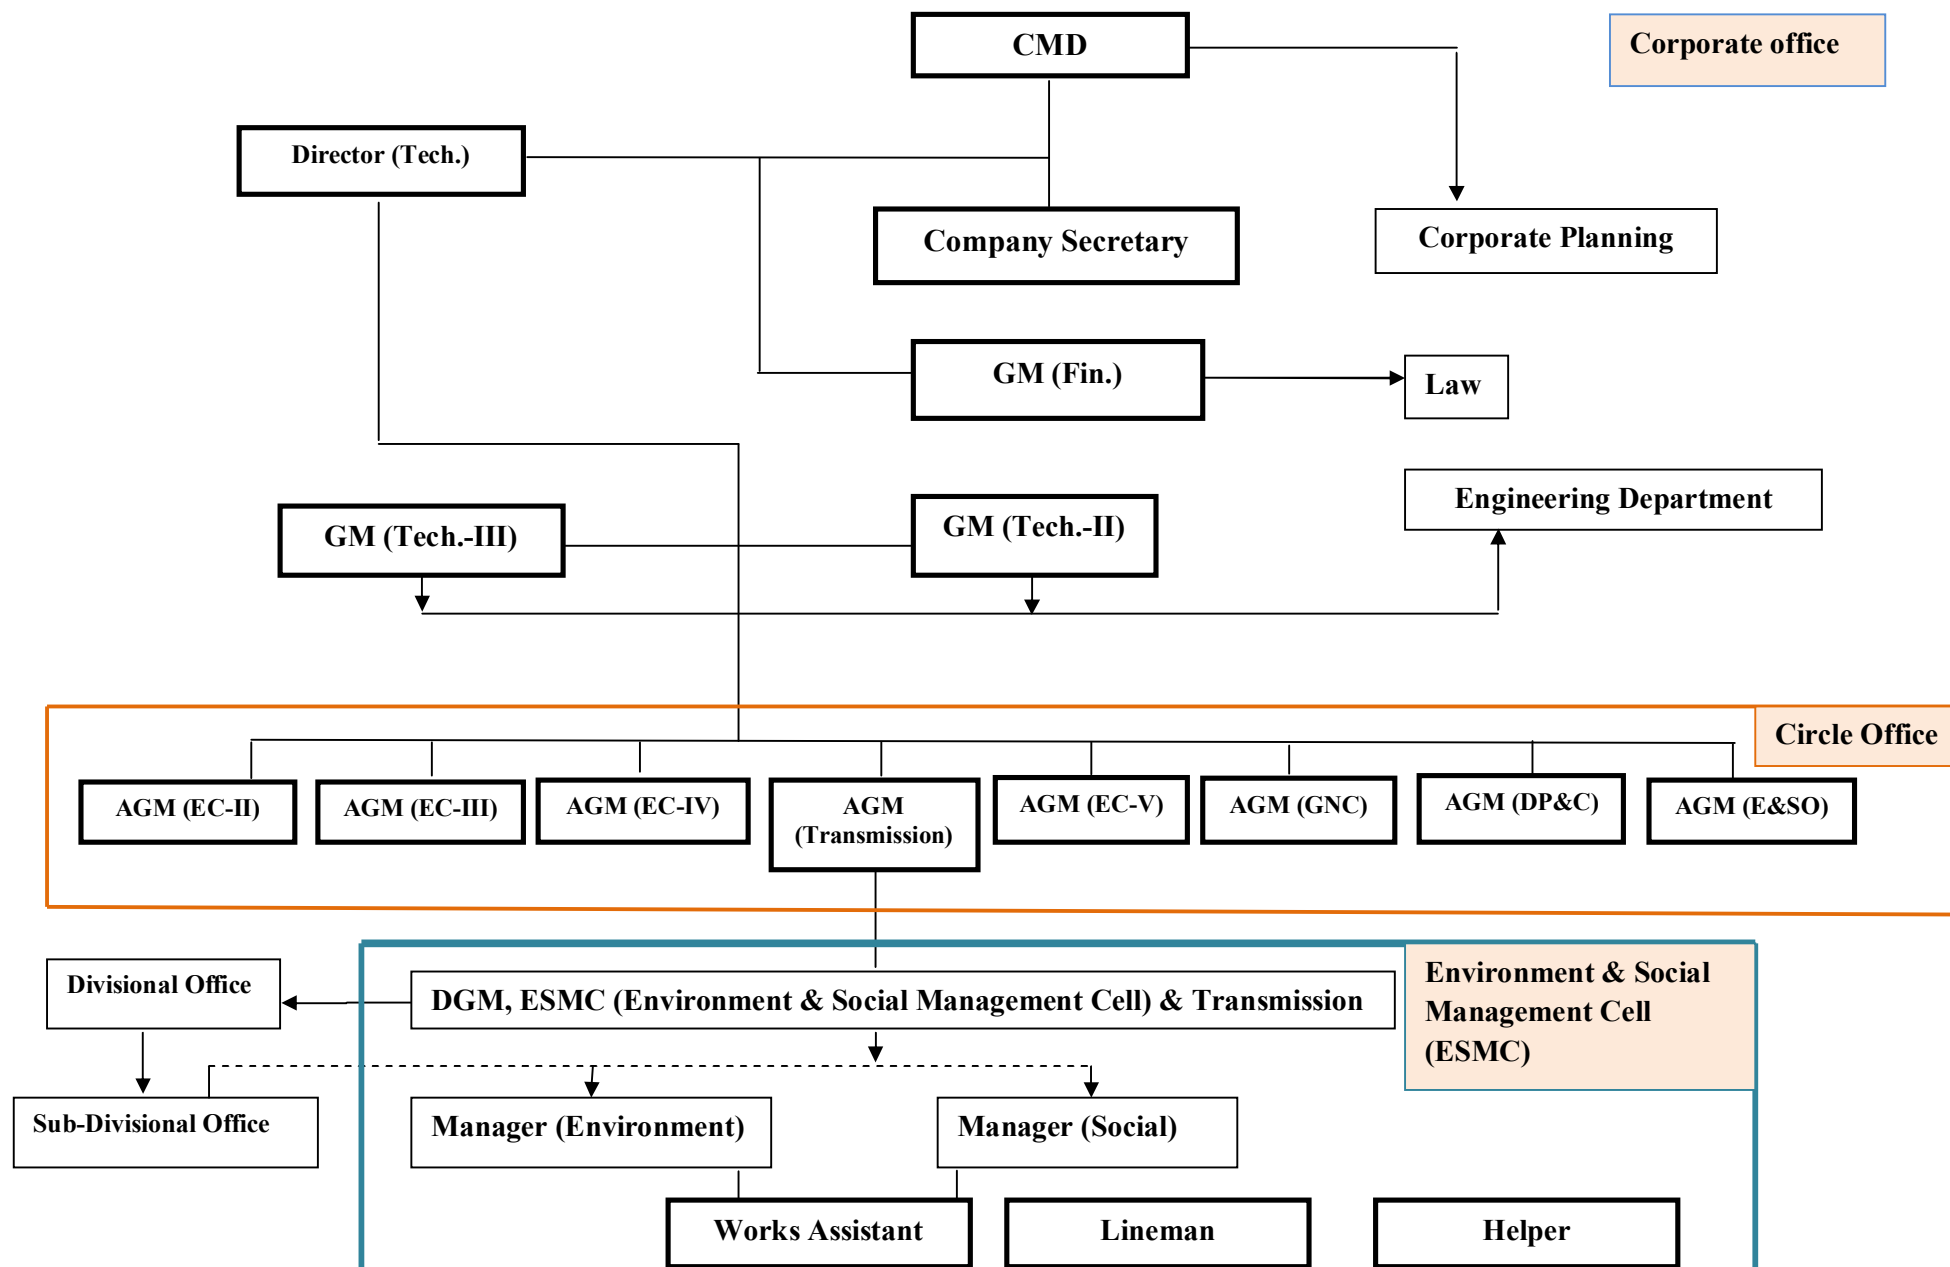 CMD
Corporate office
Director (Tech.)
Company Secretary
Corporate Planning
GM (Fin.)
Law
Engineering Department
GM (Tech.-III)
GM (Tech.-II)
Circle Office
AGM (EC-II)
AGM (EC-III)
AGM (EC-IV)
AGM
(Transmission)
AGM (EC-V)
AGM (GNC)
AGM (DP&C)
AGM (E&SO)
Divisional Office
DGM, ESMC (Environment & Social Management Cell) & Transmission
Environment & Social
Management Cell
(ESMC)
Sub-Divisional Office
Manager (Environment)
Manager (Social)
Works Assistant
Lineman
Helper